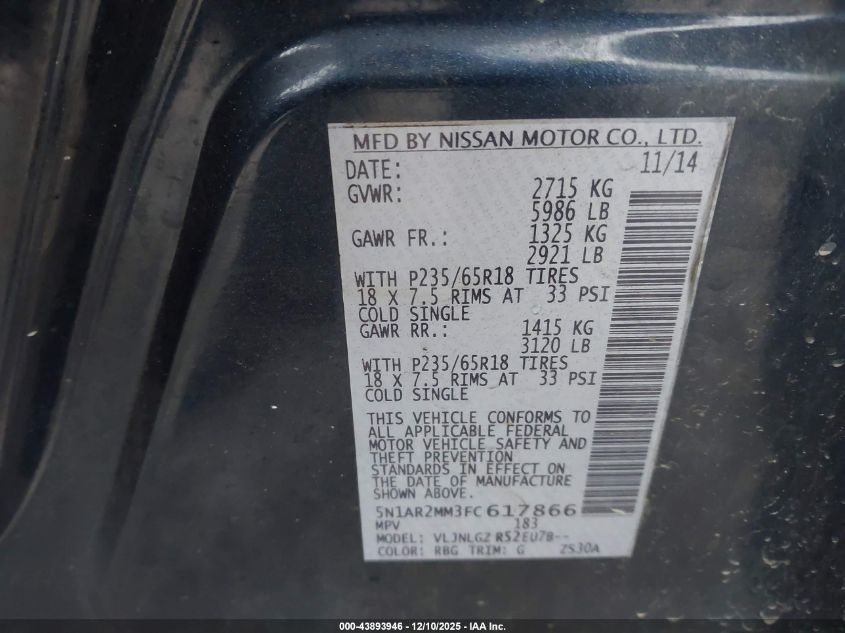 MFD BY NISSAN MOTOR CO., LTD.
DATE: 11/14
GVWR: 2715 KG
5986 LB
GAWR FR.: 1325 KG
2921 LB
WITH P235/65R18 TIRES
18 X 7.5 RIMS AT 33 PSI
COLD SINGLE
GAWR RR.: 1415 KG
3120 LB
WITH P235/65R18 TIRES
18 X 7.5 RIMS AT 33 PSI
COLD SINGLE
THIS VEHICLE CONFORMS TO
ALL APPLICABLE FEDERAL
MOTOR VEHICLE SAFETY AND
THEFT PREVENTION
STANDARDS IN EFFECT ON
THE DATE OF MANUFACTURE
SHOWN ABOVE.
5N1AR2MM3FC617866
MPV 183
MODEL: VLJNLGZ R52EU7B--
COLOR: RBG TRIM: G ZS30A
000-43893946 - 12/10/2025 - IAA Inc.